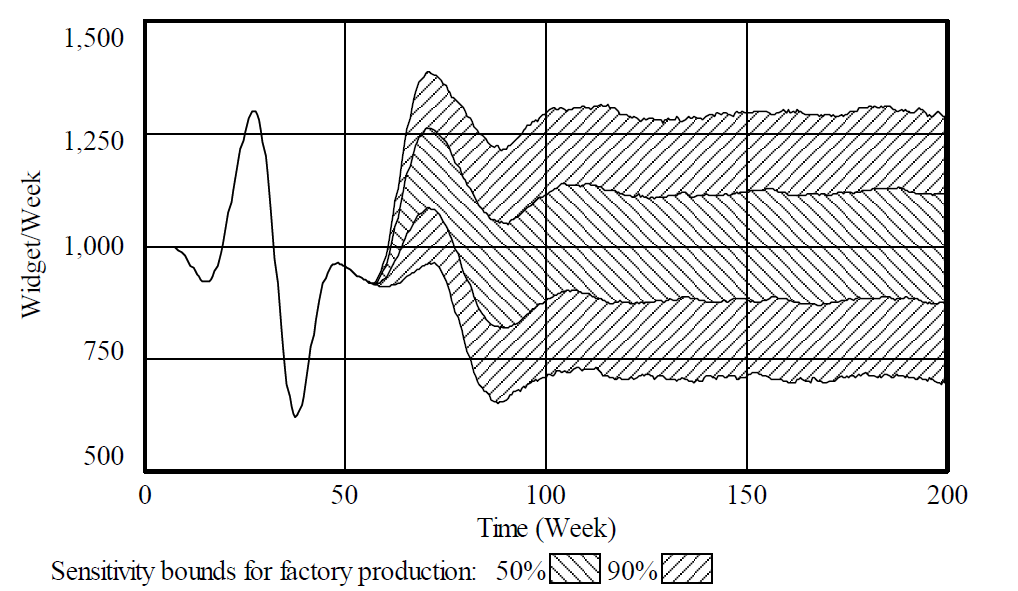 1,500
1,250
1,000
750
500
Widget/Week
0 50 100 150 200
Time (Week)
Sensitivity bounds for factory production: 50% 90%